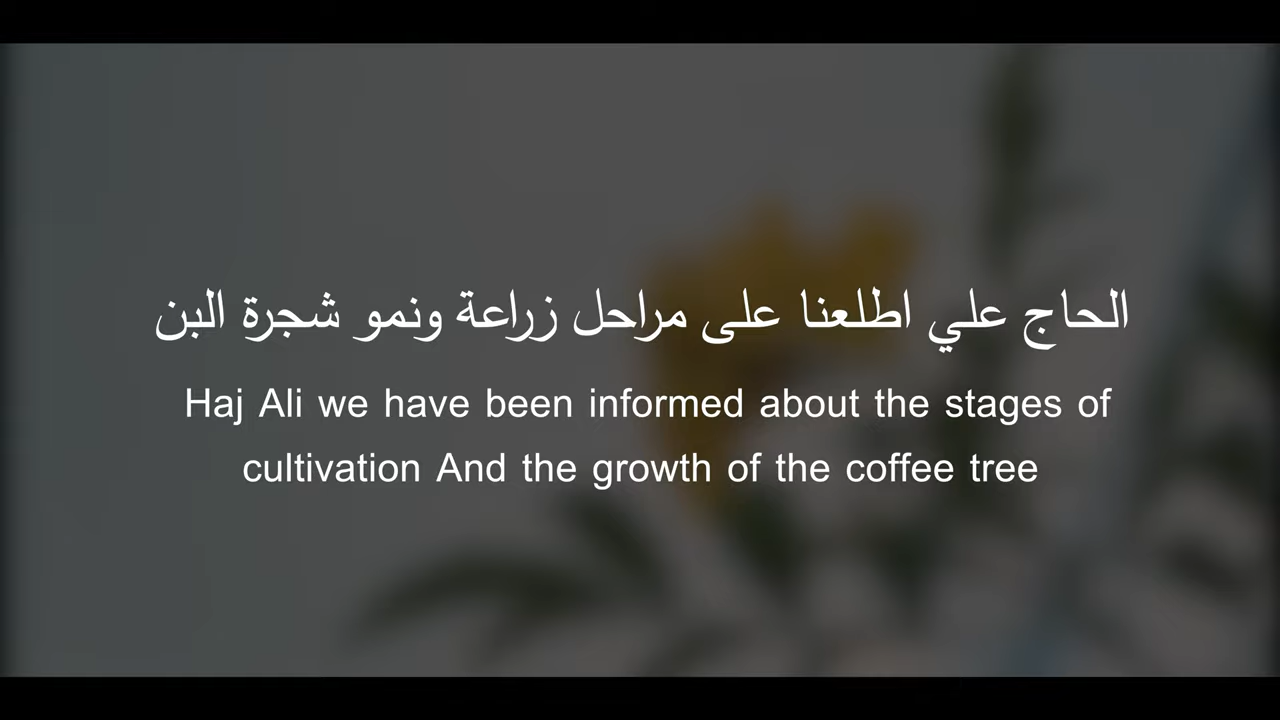 الحاج علي اطلعنا على مراحل زراعة ونمو شجرة البن
Haj Ali we have been informed about the stages of
cultivation And the growth of the coffee tree